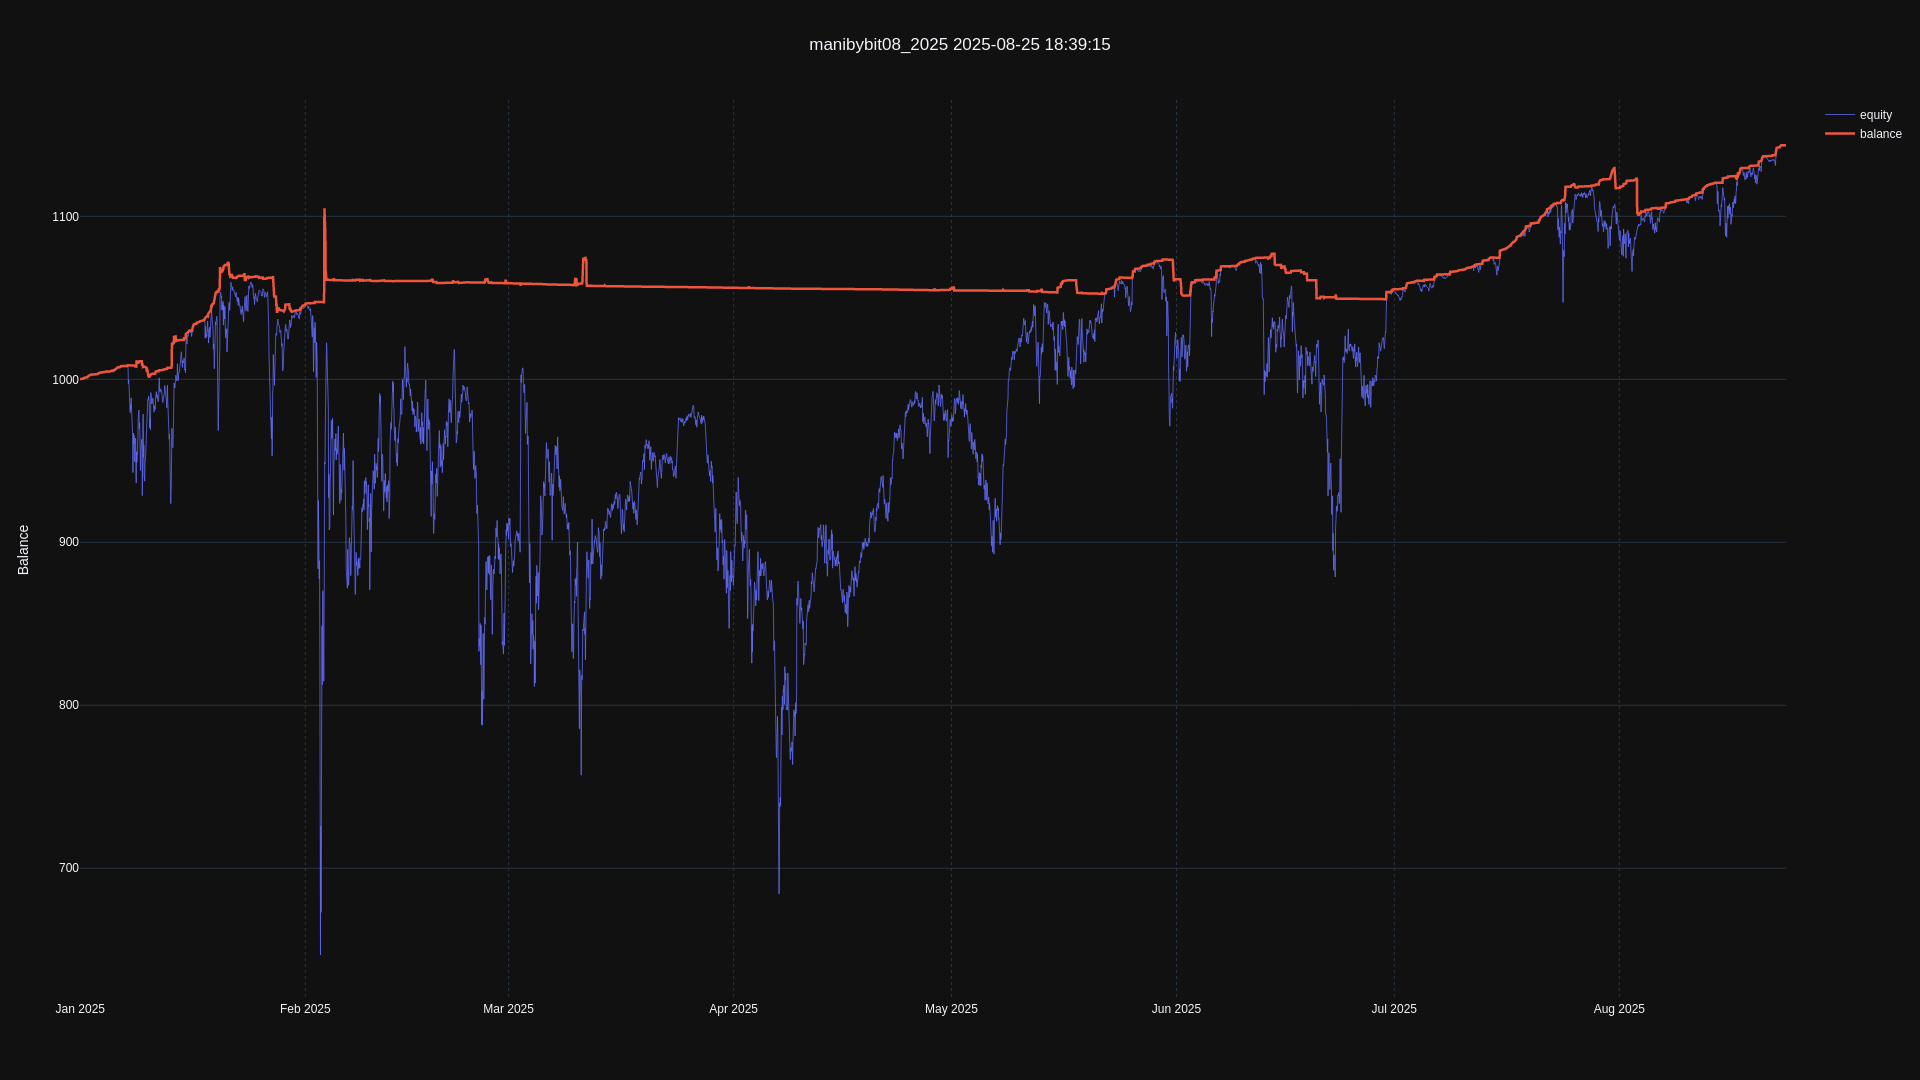 manibybit08_2025 2025-08-25 18:39:15
equity
balance
Balance
1100
1000
900
800
700
Jan 2025
Feb 2025
Mar 2025
Apr 2025
May 2025
Jun 2025
Jul 2025
Aug 2025